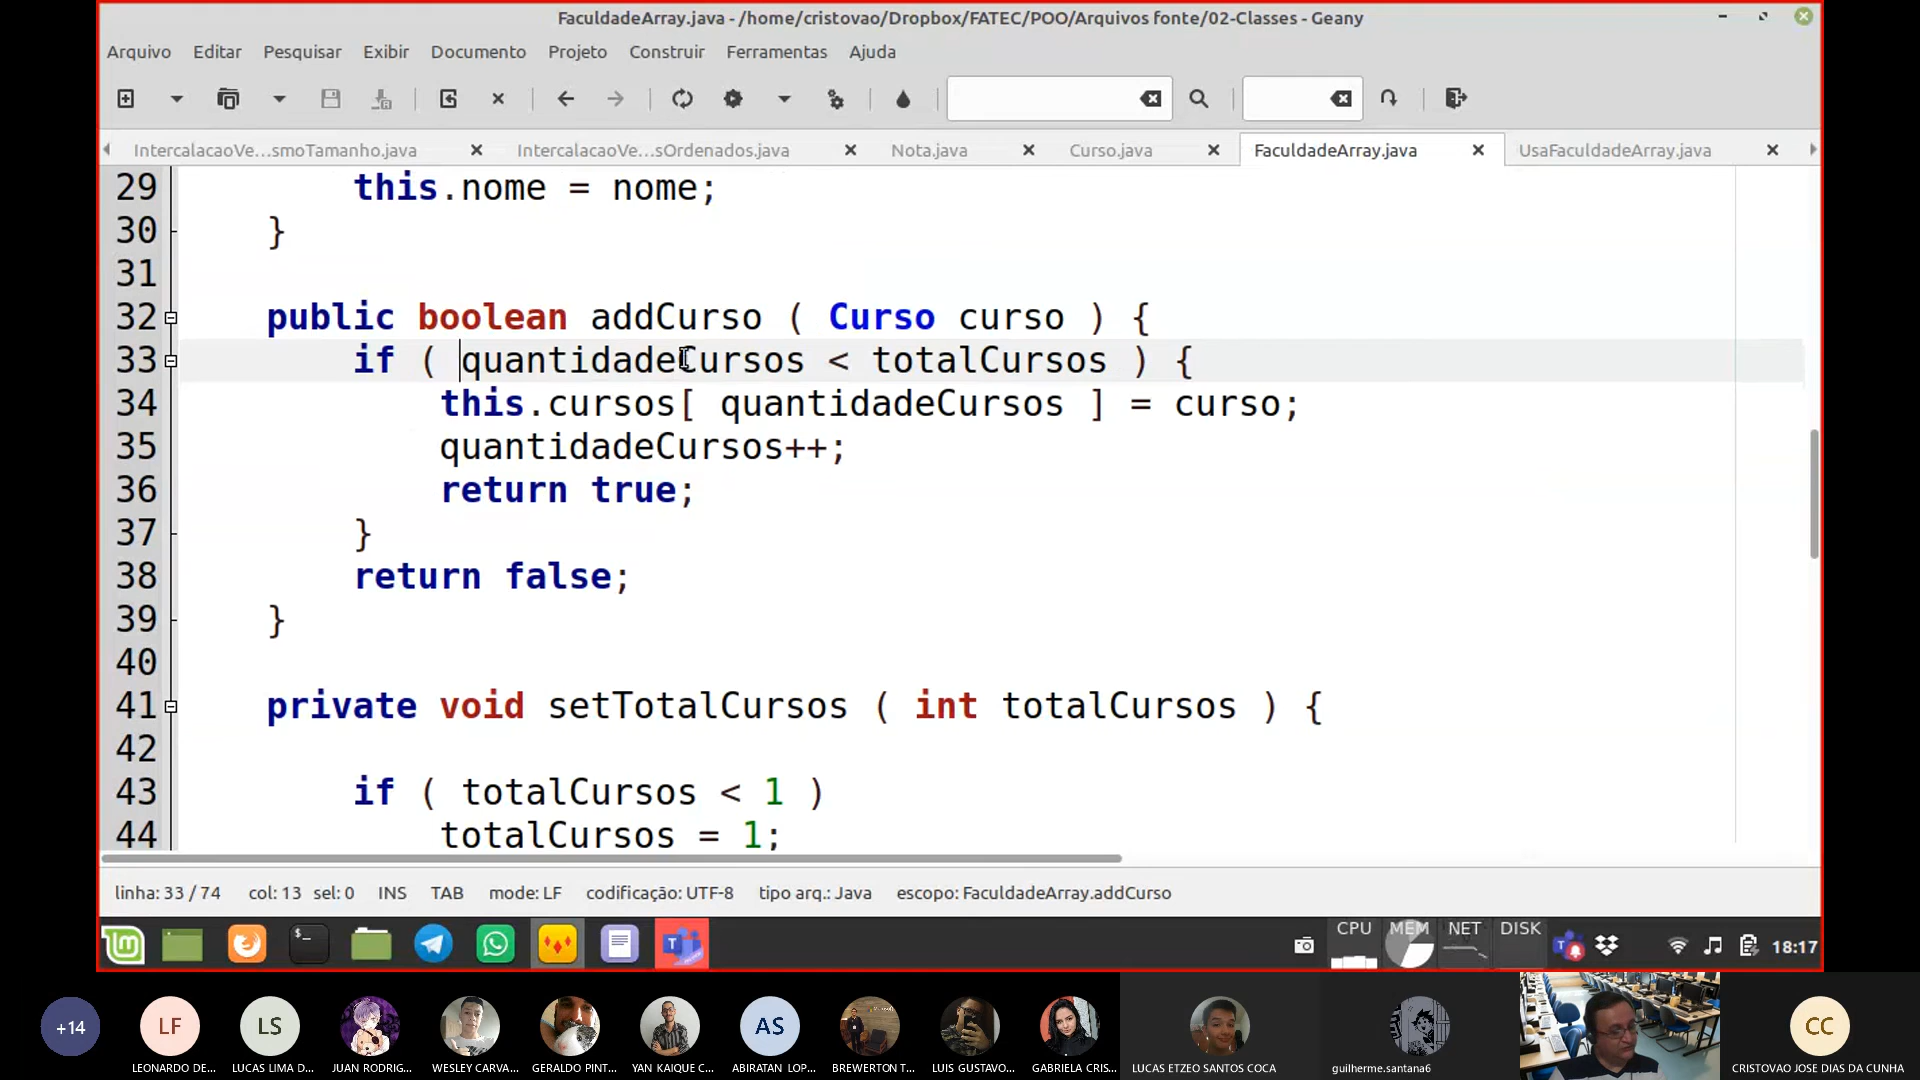 FaculdadeArray.java - /home/cristovao/Dropbox/FATEC/POO/Arquivos fonte/02-Classes - Geany
Arquivo Editar Pesquisar Exibir Documento Projeto Construir Ferramentas Ajuda
IntercalacaoVe...smoTamanho.java IntercalacaoVe...sOrdenados.java Nota.java Curso.java FaculdadeArray.java UsaFaculdadeArray.java
29 this.nome = nome;
30 }
31
32 public boolean addCurso ( Curso curso ) {
33 if ( quantidadeCursos < totalCursos ) {
34 this.cursos[ quantidadeCursos ] = curso;
35 quantidadeCursos++;
36 return true;
37 }
38 return false;
39 }
40
41 private void setTotalCursos ( int totalCursos ) {
42
43 if ( totalCursos < 1 )
44 totalCursos = 1;
linha: 33 / 74 col: 13 sel: 0 INS TAB mode: LF codificação: UTF-8 tipo arq.: Java escopo: FaculdadeArray.addCurso
CPU MEM NET DISK
18:17
+14 LF LS AS CC
LEONARDO DE... LUCAS LIMA D... JUAN RODRIG... WESLEY CARVA... GERALDO PINT... YAN KAIQUE C... ABIRATAN LOP... BREWERTON T... LUIS GUSTAVO... GABRIELA CRIS... LUCAS ETZEO SANTOS COCA guilherme.santana6 CRISTOVAO JOSE DIAS DA CUNHA